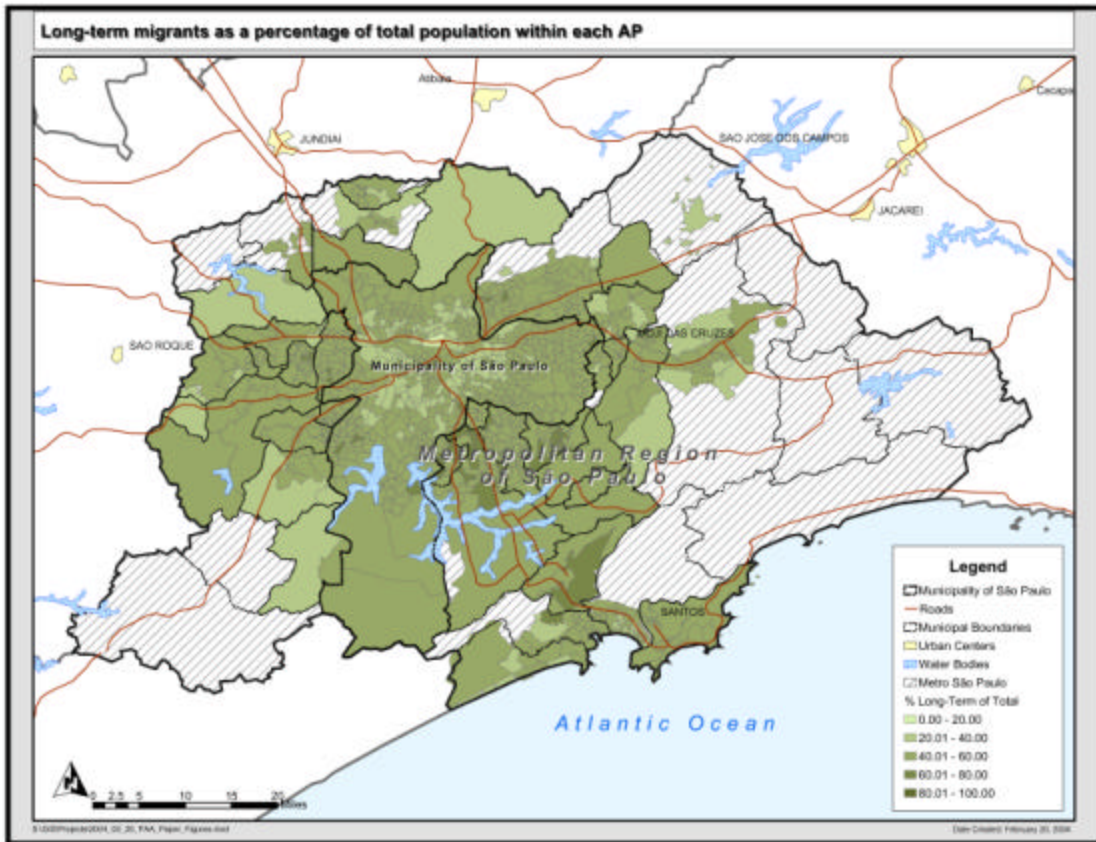 Long-term migrants as a percentage of total population within each AP
Atibaia
Cacapa
JUNDIAI
SAO JOSE DOS CAMPOS
JACAREI
SAO ROQUE
MOJI DAS CRUZES
Municipality of São Paulo
Metropolitan Region
of São Paulo
SANTOS
Atlantic Ocean
Legend
Municipality of São Paulo
Roads
Municipal Boundaries
Urban Centers
Water Bodies
Metro São Paulo
% Long-Term of Total
0.00 - 20.00
20.01 - 40.00
40.01 - 60.00
60.01 - 80.00
80.01 - 100.00
N
0 2.5 5 10 15 20
Miles
Date Created: February 20, 2004